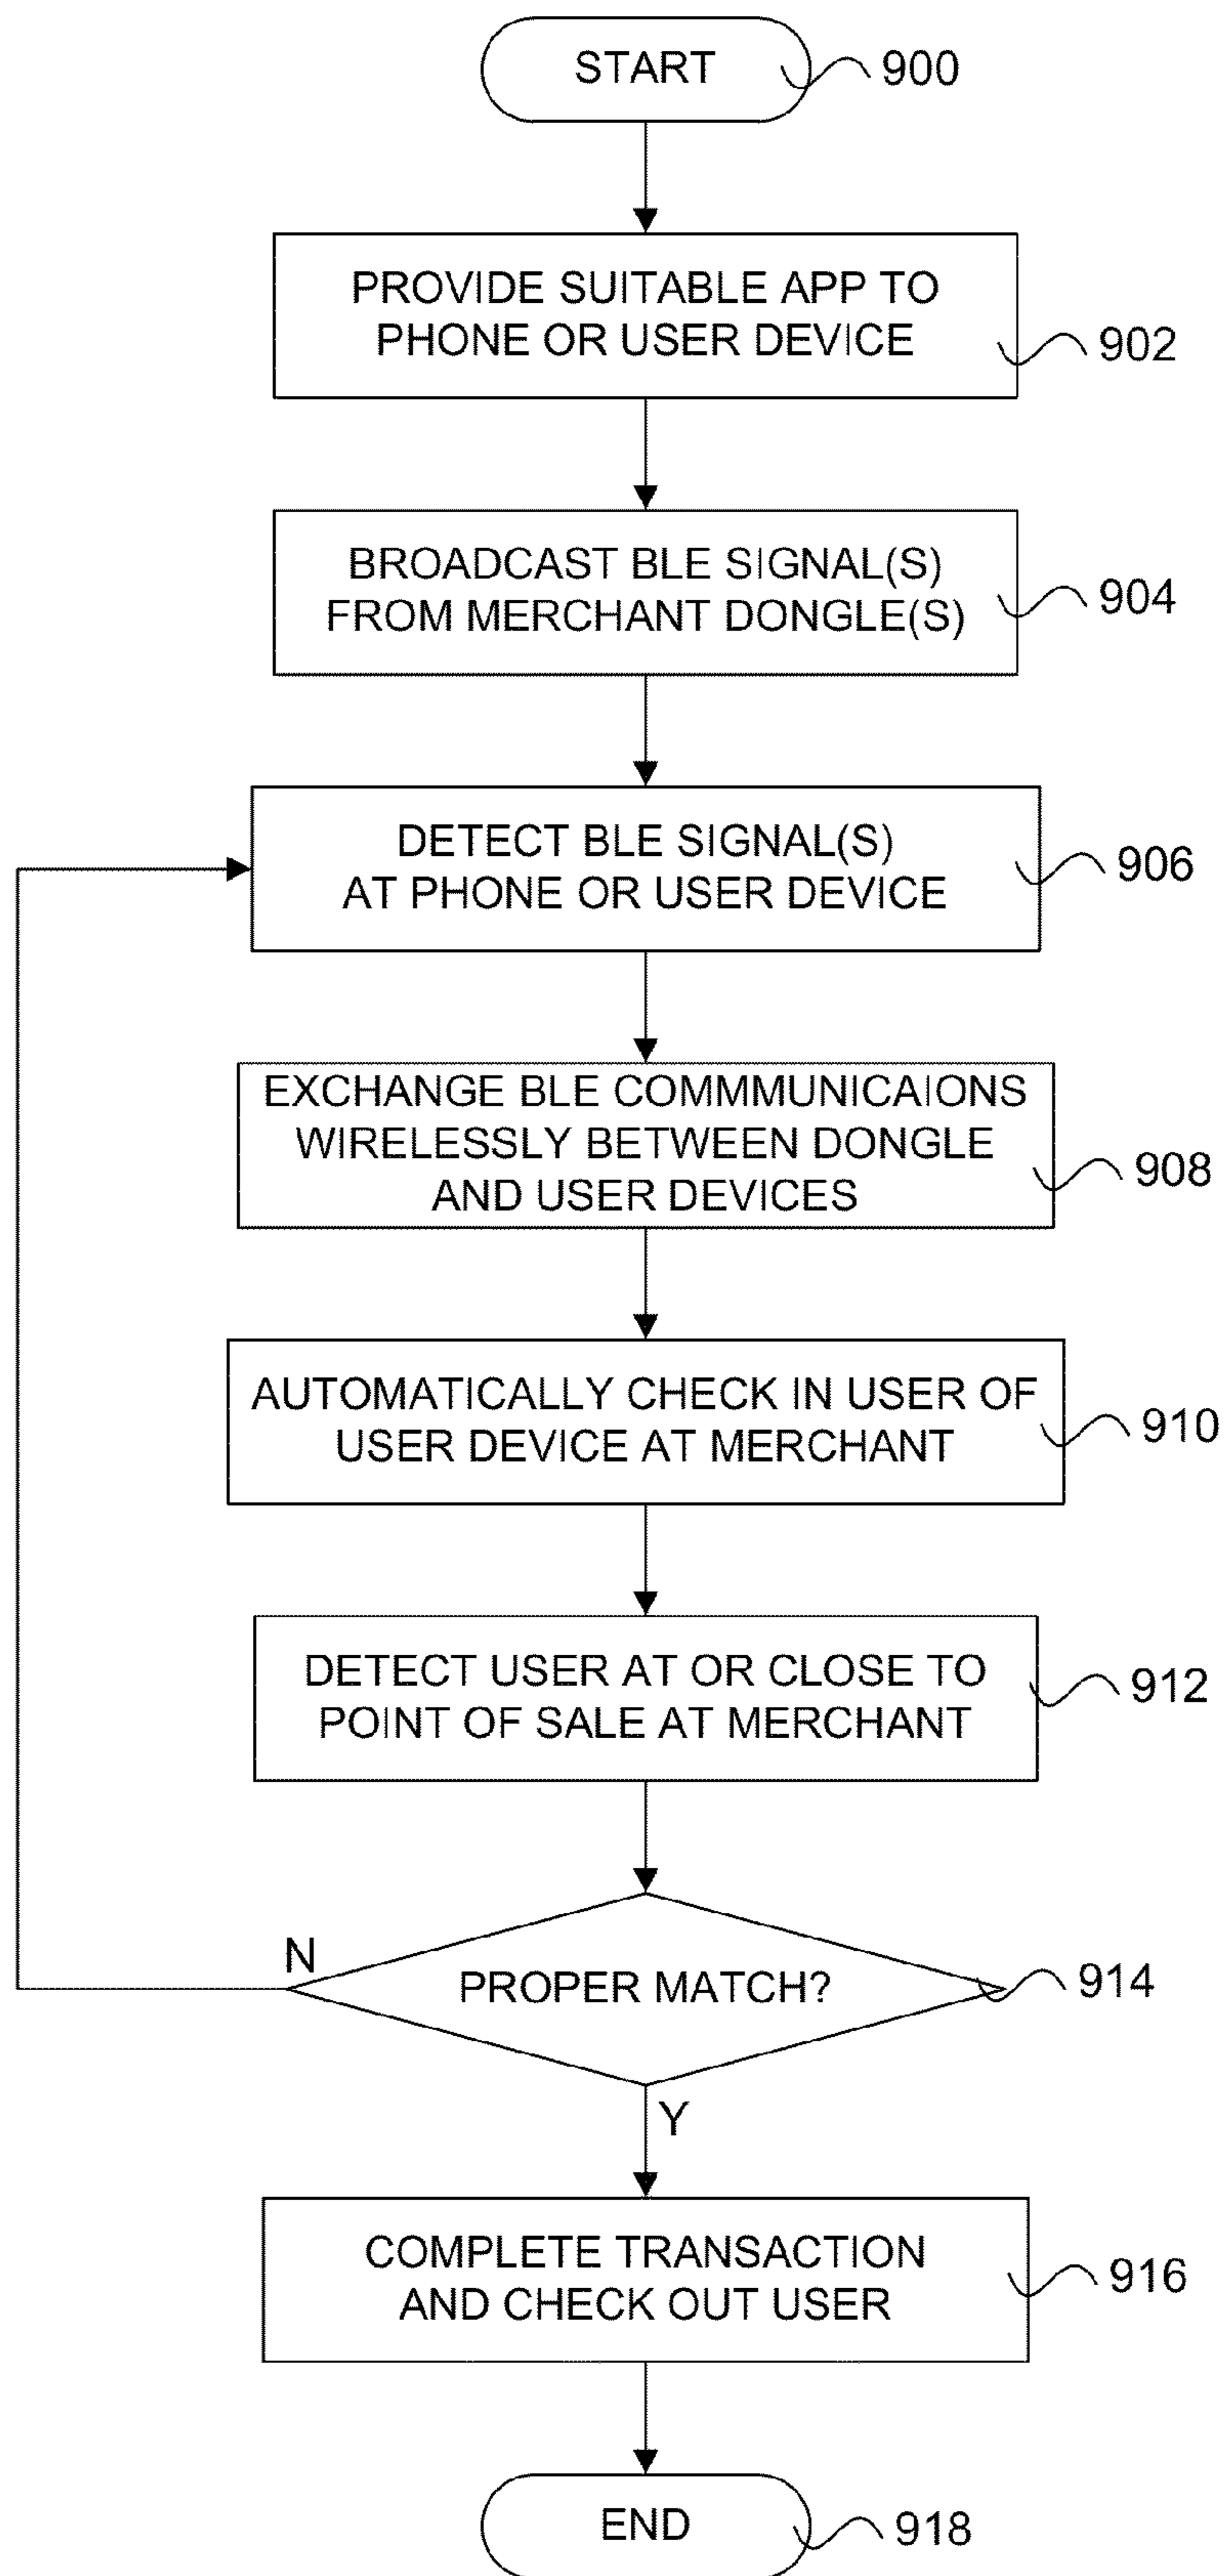 START
900
PROVIDE SUITABLE APP TO
PHONE OR USER DEVICE
902
BROADCAST BLE SIGNAL(S)
FROM MERCHANT DONGLE(S)
904
DETECT BLE SIGNAL(S)
AT PHONE OR USER DEVICE
906
EXCHANGE BLE COMMMUNICAIONS
WIRELESSLY BETWEEN DONGLE
AND USER DEVICES
908
AUTOMATICALLY CHECK IN USER OF
USER DEVICE AT MERCHANT
910
DETECT USER AT OR CLOSE TO
POINT OF SALE AT MERCHANT
912
N
PROPER MATCH?
914
Y
COMPLETE TRANSACTION
AND CHECK OUT USER
916
END
918